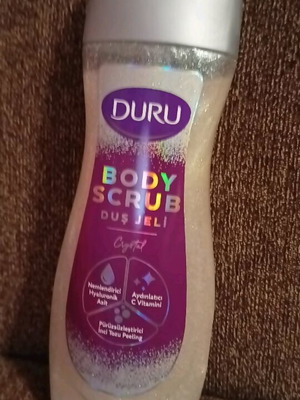 DURU
BODY
SCRUB
DUŞ JELİ
Crystal
Nemlendirici
Hyaluronik
Asit
Aydınlatıcı
C Vitamini
Pürüzsüzleştirici
İnci Tozu Peeling